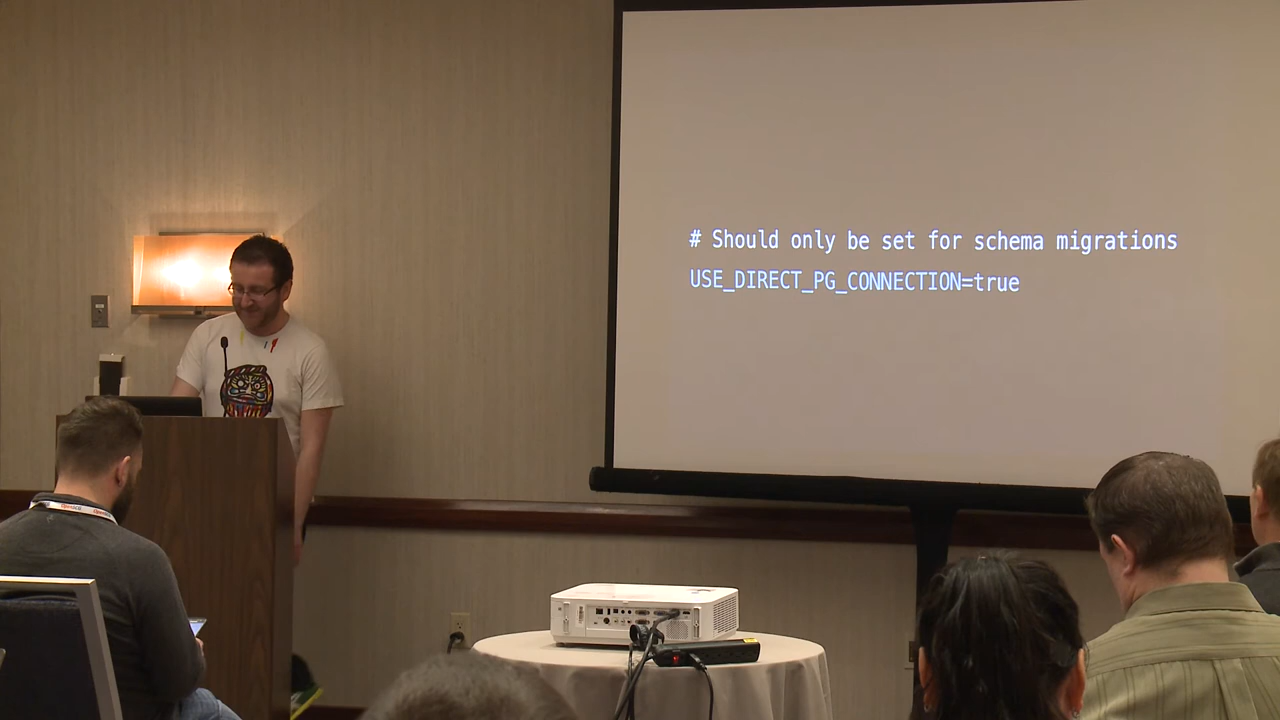 # Should only be set for schema migrations
USE_DIRECT_PG_CONNECTION=true